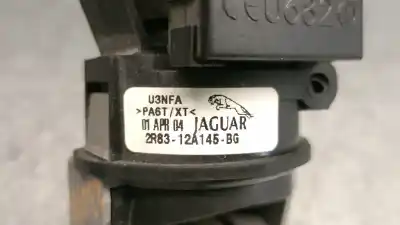 U3NFA
>PA6T/XT<
01 APR 04 JAGUAR
2R83-12A145-BG